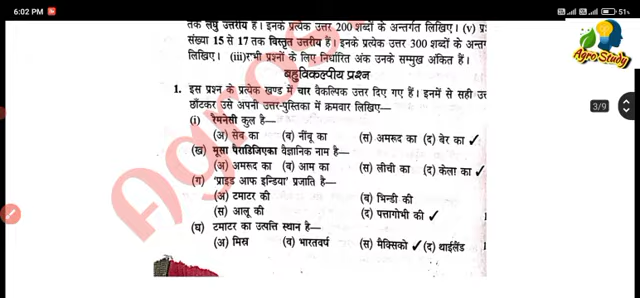 6:02 PM
51%
तक लघु उत्तरीय हैं। इनके प्रत्येक उत्तर 200 शब्दों के अन्तर्गत लिखिए। (v) प्र
संख्या 15 से 17 तक विस्तृत उत्तरीय हैं। इनके प्रत्येक उत्तर 300 शब्दों के अन्तर्ग
लिखिए। (iii) सभी प्रश्नों के लिए निर्धारित अंक उनके सम्मुख अंकित हैं।
बहुविकल्पीय प्रश्न
1. इस प्रश्न के प्रत्येक खण्ड में चार वैकल्पिक उत्तर दिए गए हैं। इनमें से सही उत्त
छाँटकर उसे अपनी उत्तर-पुस्तिका में क्रमवार लिखिए–
(i) रैमनेसी कुल है–
(अ) सेब का (ब) नींबू का (स) अमरूद का (द) बेर का ✓
(ख) मूसा पैराडिजिएका वैज्ञानिक नाम है–
(अ) अमरूद का (ब) आम का (स) लीची का (द) केला का ✓
(ग) 'प्राइड आफ इन्डिया' प्रजाति है–
(अ) टमाटर की (ब) भिन्डी की
(स) आलू की (द) पत्तागोभी की ✓
(घ) टमाटर का उत्पत्ति स्थान है–
(अ) मिस्र (ब) भारतवर्ष (स) मैक्सिको ✓ (द) थाईलैंड
3/9
Agro Study
Agros